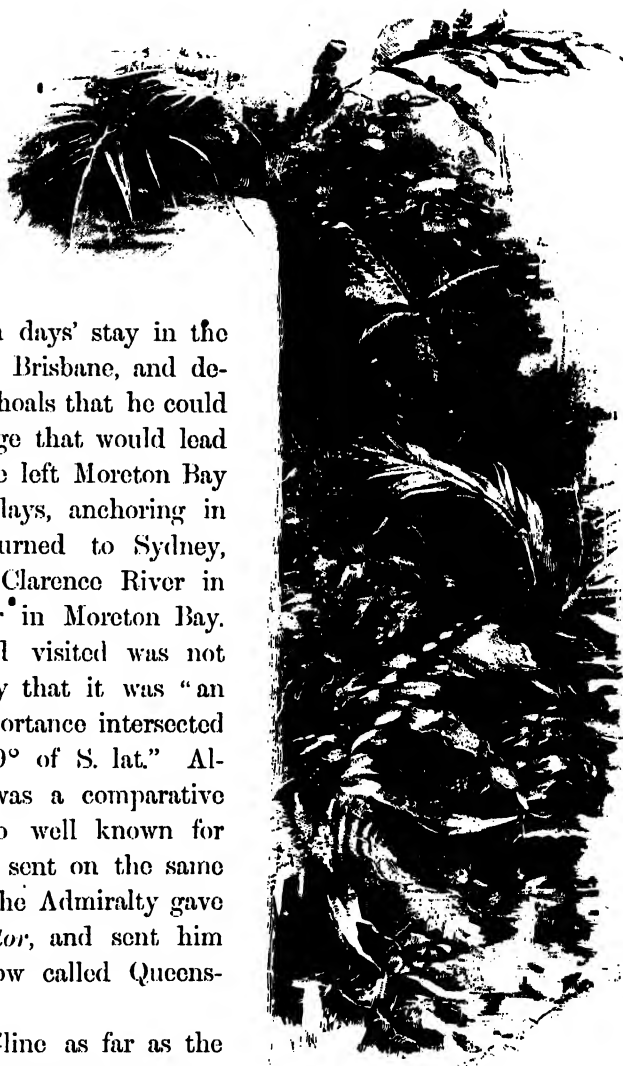 days' stay in the
Brisbane, and de-
hoals that he could
ge that would lead
left Moreton Bay
lays, anchoring in
urned to Sydney,
Clarence River in
in Moreton Bay.
visited was not
y that it was “an
ortance intersected
9° of S. lat.” Al-
was a comparative
o well known for
sent on the same
he Admiralty gave
tor, and sent him
ow called Queens-
line as far as the